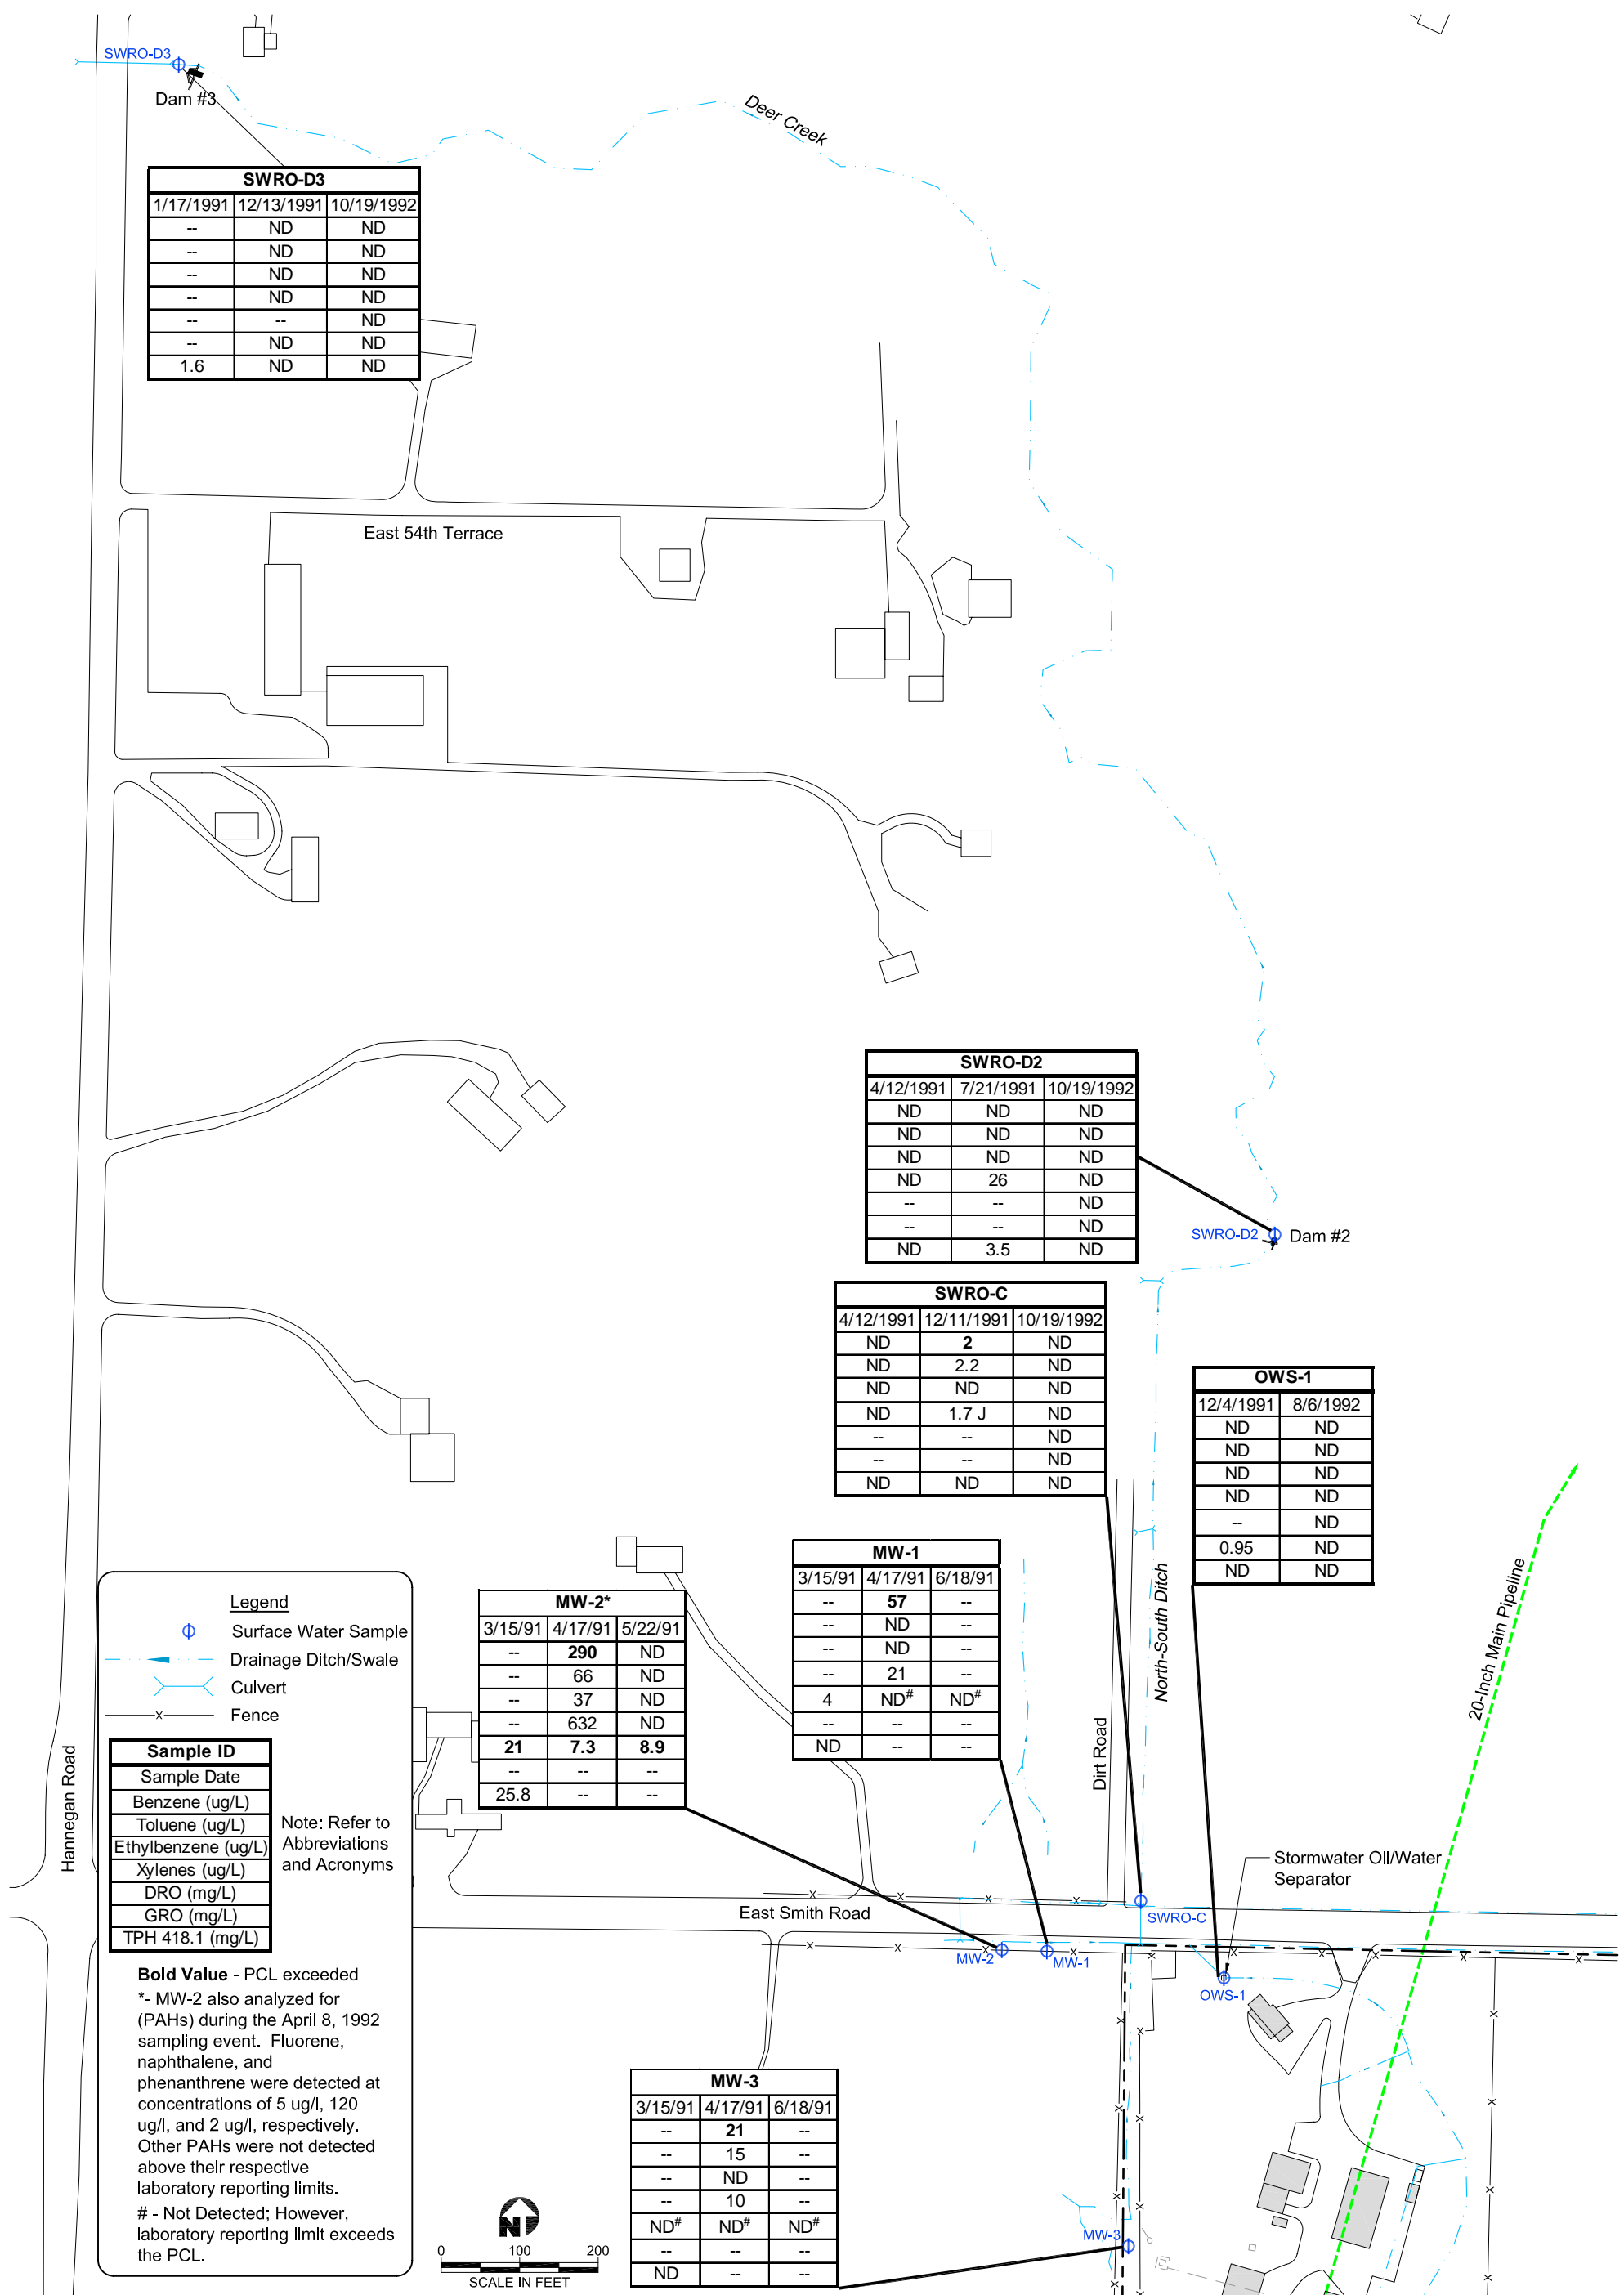 SWRO-D3
Dam #3
Deer Creek
SWRO-D3
1/17/1991 12/13/1991 10/19/1992
-- ND ND
-- ND ND
-- ND ND
-- ND ND
-- -- ND
-- ND ND
1.6 ND ND
East 54th Terrace
SWRO-D2
4/12/1991 7/21/1991 10/19/1992
ND ND ND
ND ND ND
ND ND ND
ND 26 ND
-- -- ND
-- -- ND
ND 3.5 ND
SWRO-D2
Dam #2
SWRO-C
4/12/1991 12/11/1991 10/19/1992
ND 2 ND
ND 2.2 ND
ND ND ND
ND 1.7 J ND
-- -- ND
-- -- ND
ND ND ND
OWS-1
12/4/1991 8/6/1992
ND ND
ND ND
ND ND
ND ND
-- ND
0.95 ND
ND ND
MW-1
3/15/91 4/17/91 6/18/91
-- 57 --
-- ND --
-- ND --
-- 21 --
4 ND# ND#
-- -- --
ND -- --
MW-2*
3/15/91 4/17/91 5/22/91
-- 290 ND
-- 66 ND
-- 37 ND
-- 632 ND
21 7.3 8.9
-- -- --
25.8 -- --
North-South Ditch
20-Inch Main Pipeline
Dirt Road
Hannegan Road
Legend
Surface Water Sample
Drainage Ditch/Swale
Culvert
x Fence
Sample ID
Sample Date
Benzene (ug/L)
Toluene (ug/L)
Ethylbenzene (ug/L)
Xylenes (ug/L)
DRO (mg/L)
GRO (mg/L)
TPH 418.1 (mg/L)
Note: Refer to
Abbreviations
and Acronyms
Bold Value - PCL exceeded
*- MW-2 also analyzed for
(PAHs) during the April 8, 1992
sampling event. Fluorene,
naphthalene, and
phenanthrene were detected at
concentrations of 5 ug/l, 120
ug/l, and 2 ug/l, respectively.
Other PAHs were not detected
above their respective
laboratory reporting limits.
# - Not Detected; However,
laboratory reporting limit exceeds
the PCL.
Stormwater Oil/Water
Separator
East Smith Road
SWRO-C
MW-2
MW-1
OWS-1
MW-3
3/15/91 4/17/91 6/18/91
-- 21 --
-- 15 --
-- ND --
-- 10 --
ND# ND# ND#
-- -- --
ND -- --
MW-3
N
0 100 200
SCALE IN FEET